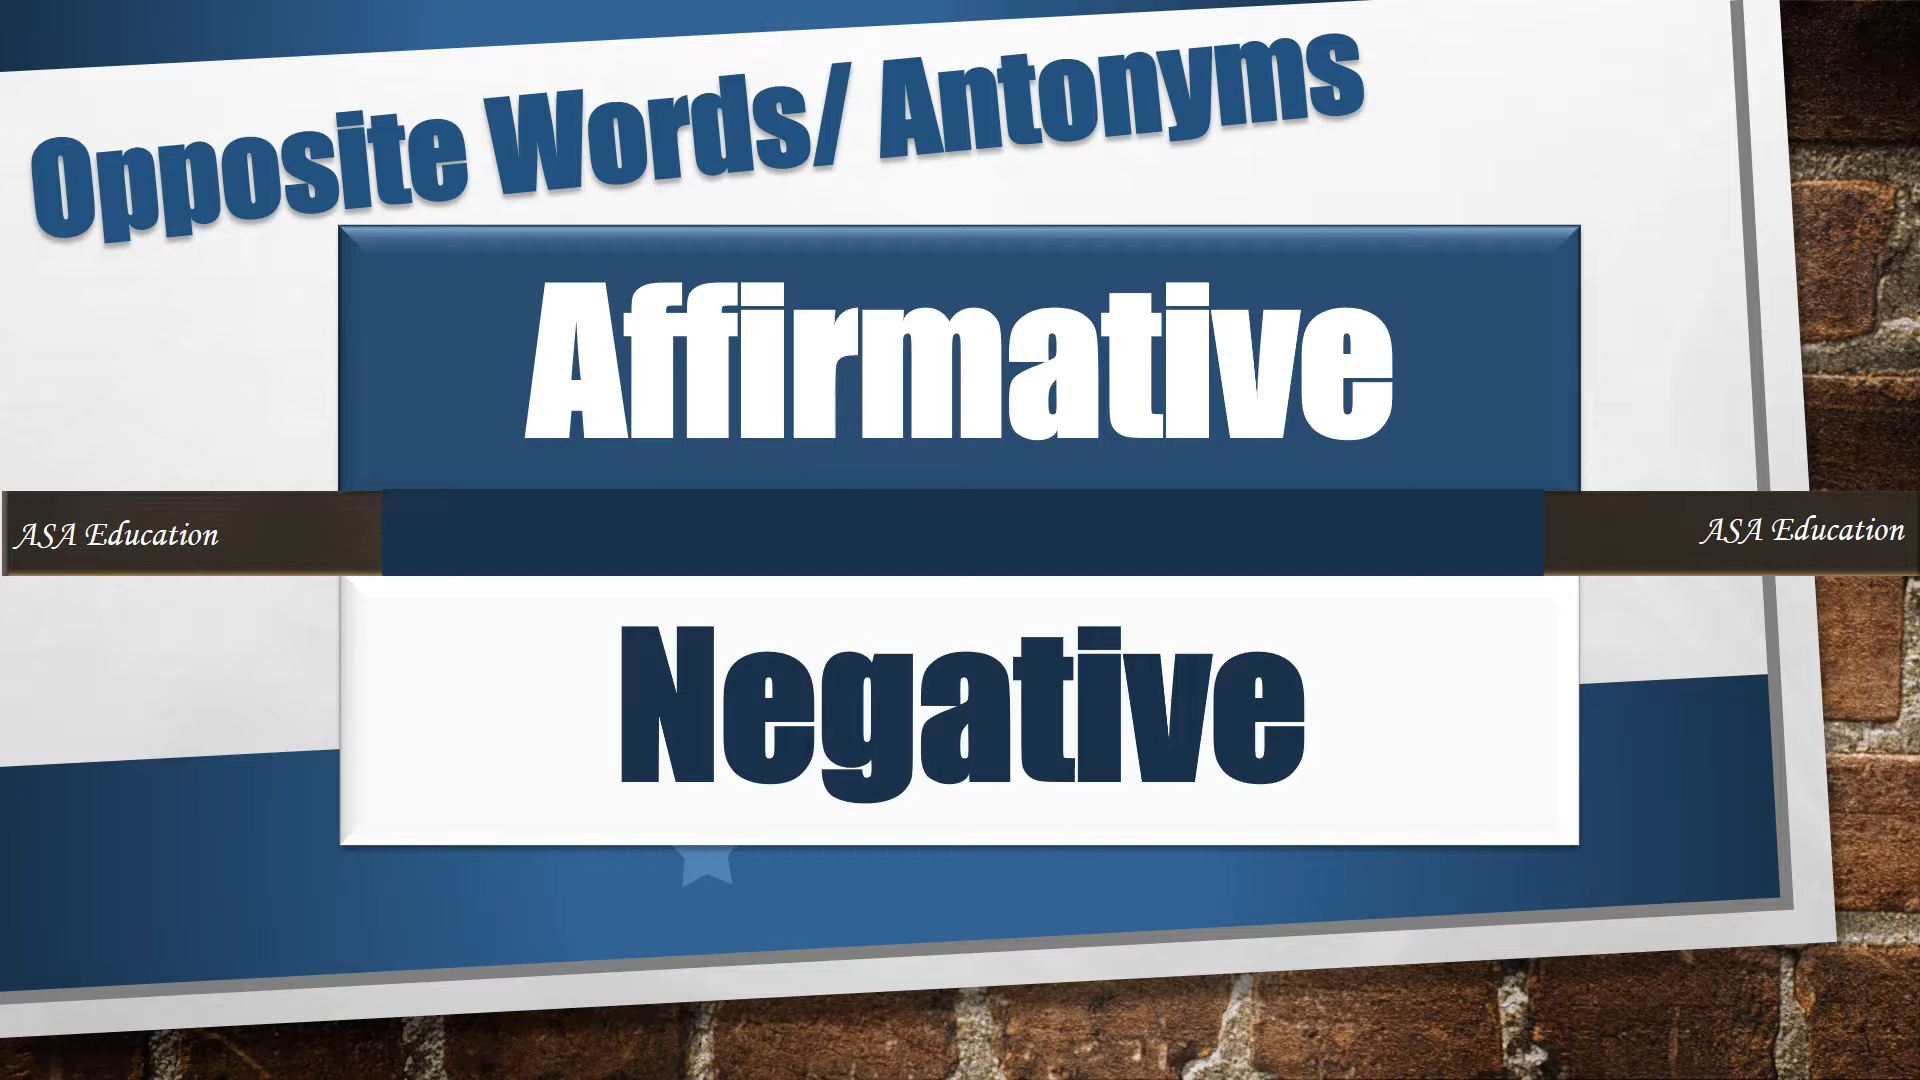 Opposite Words/ Antonyms
Affirmative
ASA Education
ASA Education
Negative